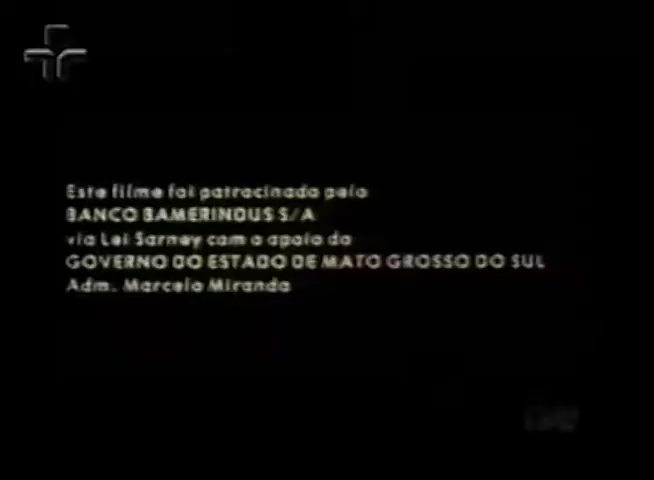 Este filme foi patrocinado pelo
BANCO BAMERINDUS S/A
via Lei Sarney com o apoio do
GOVERNO DO ESTADO DE MATO GROSSO DO SUL
Adm. Marcelo Miranda